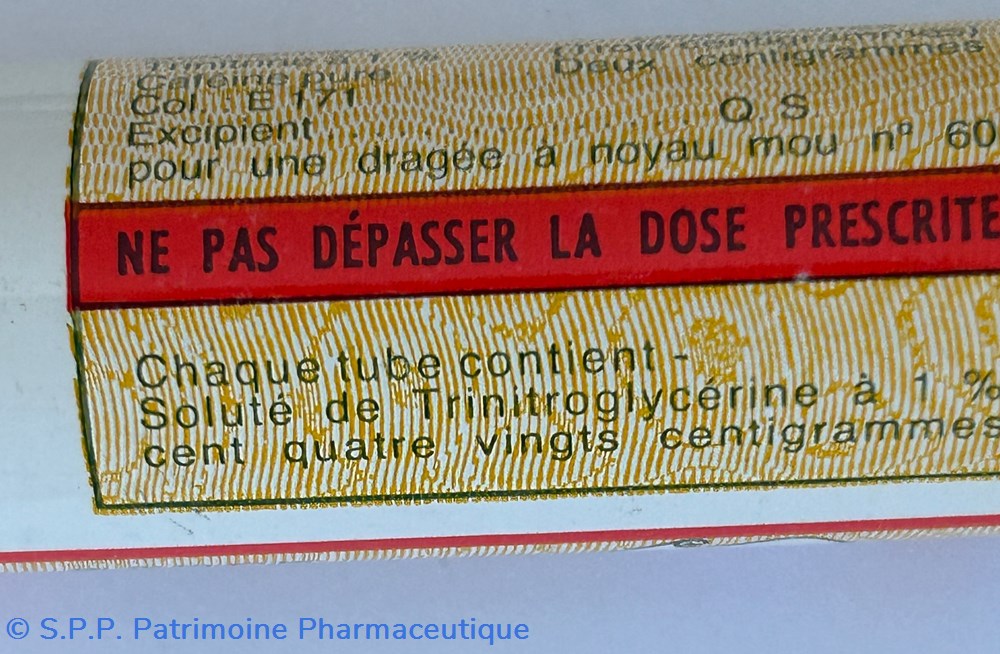 Caféine pure Deux centigrammes
Col. : E 171
Excipient . . . . . . . . . . . . . . . . . . . Q. S
pour une dragée à noyau mou n° 60
NE PAS DÉPASSER LA DOSE PRESCRITE
Chaque tube contient -
Soluté de Trinitroglycérine à 1 %
cent quatre vingts centigrammes
© S.P.P. Patrimoine Pharmaceutique